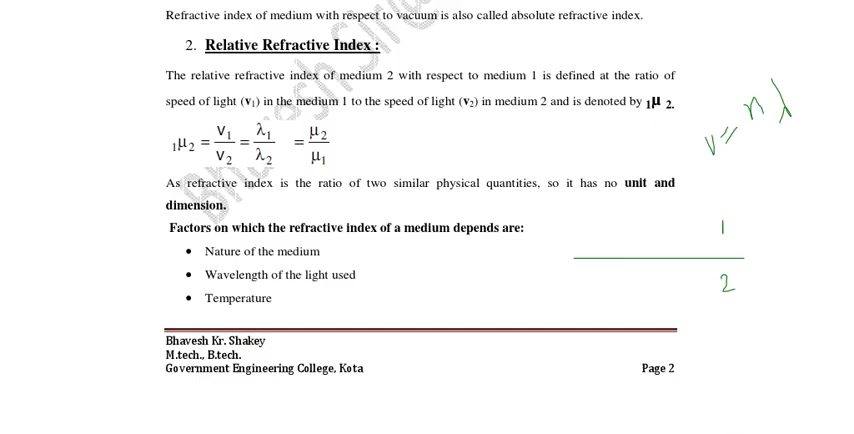 Refractive index of medium with respect to vacuum is also called absolute refractive index.
2. Relative Refractive Index :
The relative refractive index of medium 2 with respect to medium 1 is defined at the ratio of
speed of light (v₁) in the medium 1 to the speed of light (v₂) in medium 2 and is denoted by ₁μ ₂.
v = nλ
₁μ₂ = V₁/V₂ = λ₁/λ₂ = μ₂/μ₁
As refractive index is the ratio of two similar physical quantities, so it has no unit and
dimension.
Factors on which the refractive index of a medium depends are:
1
• Nature of the medium
• Wavelength of the light used
2
• Temperature
Bhavesh Kr. Shakey
M.tech., B.tech.
Government Engineering College, Kota Page 2